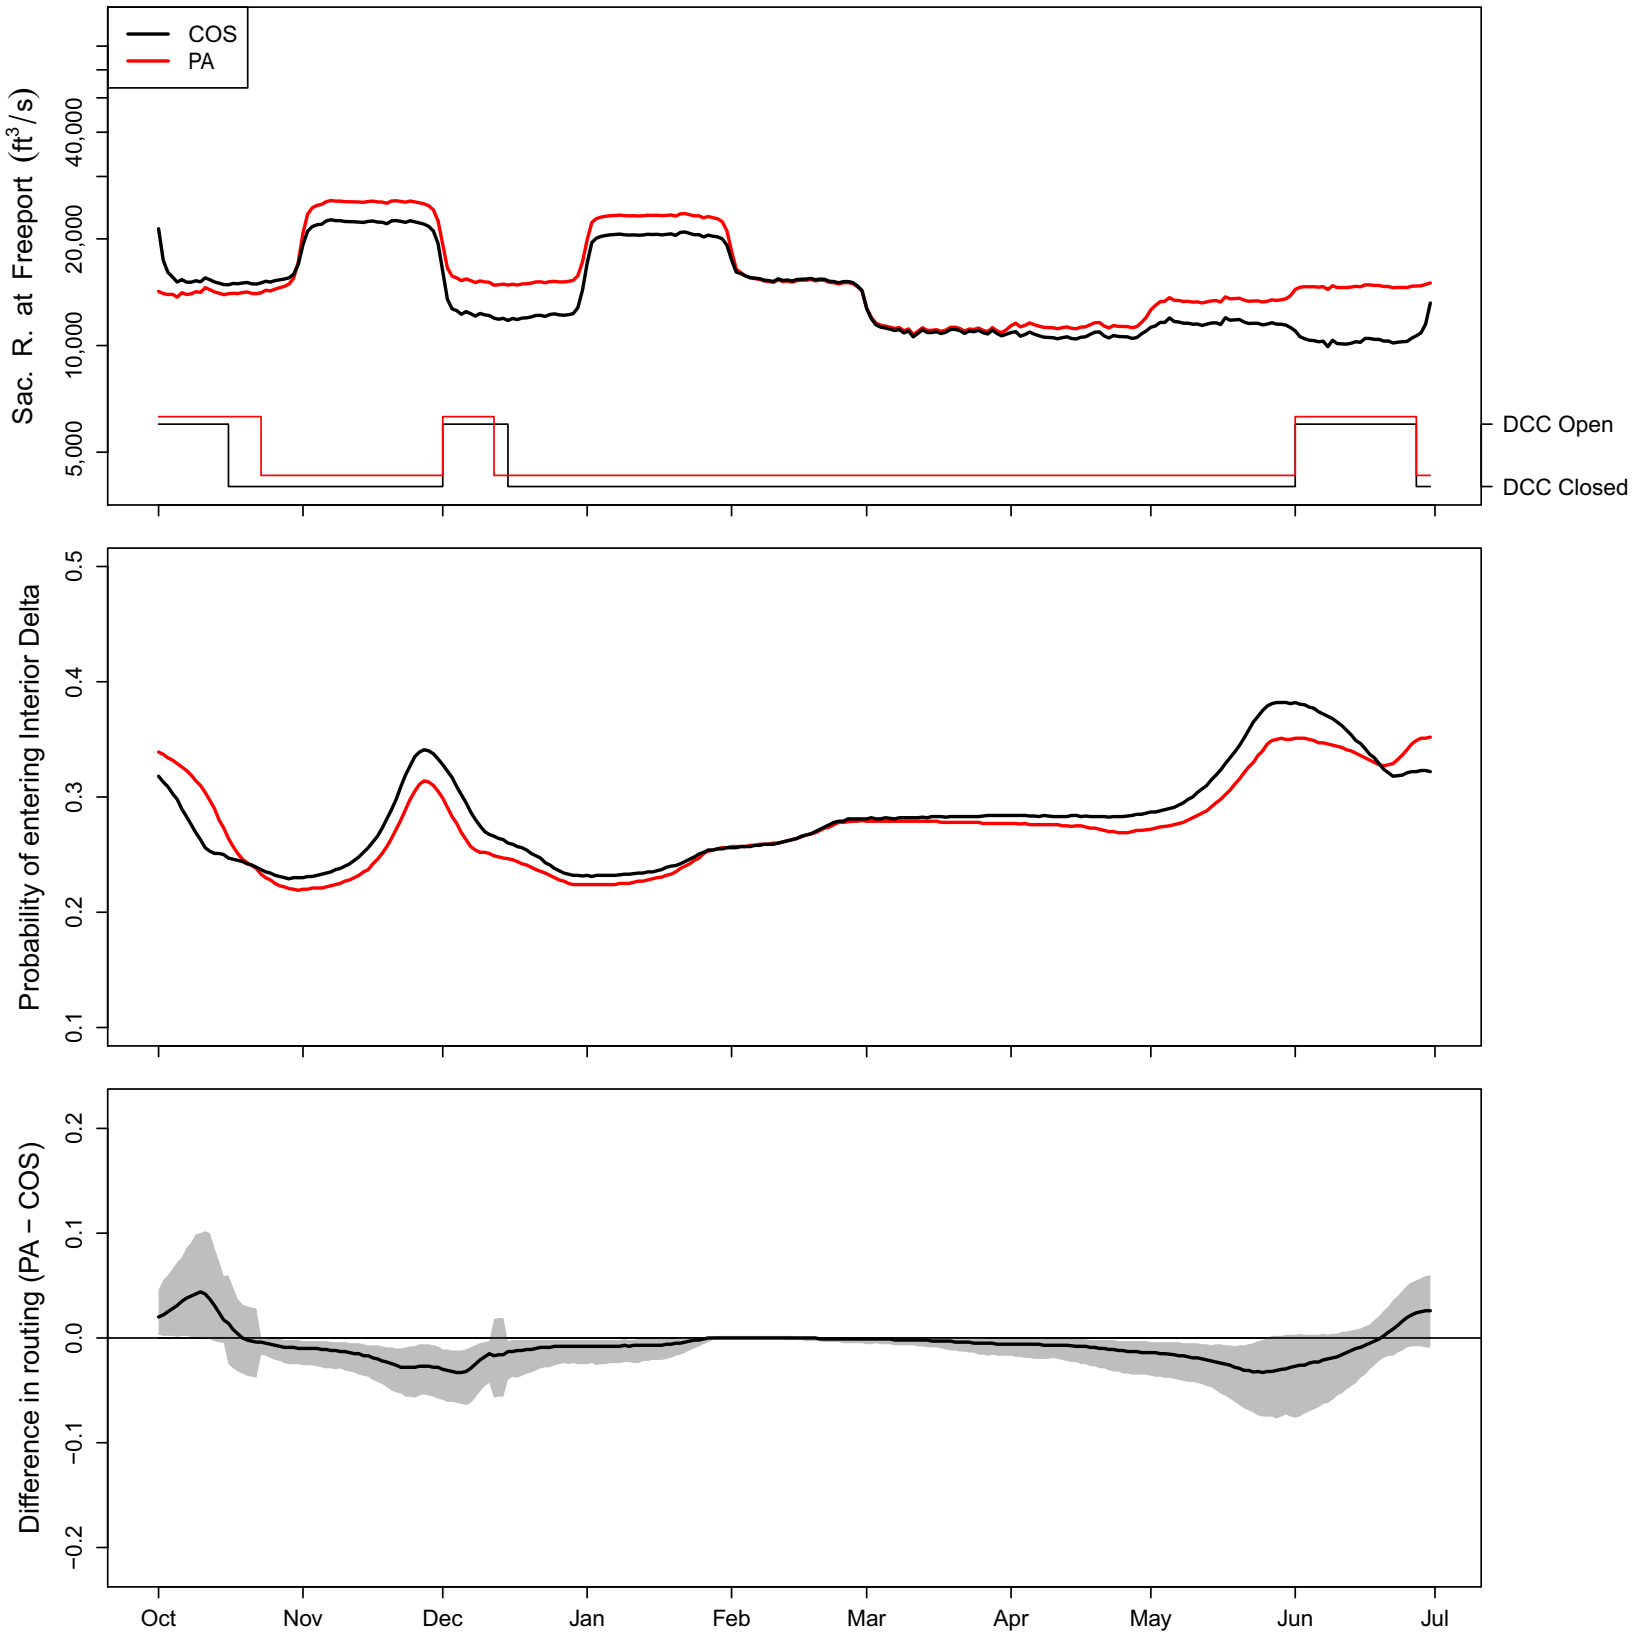 COS
PA
Sac. R. at Freeport (ft³/s)
40,000
20,000
10,000
5,000
DCC Open
DCC Closed
Probability of entering Interior Delta
0.5
0.4
0.3
0.2
0.1
Difference in routing (PA − COS)
0.2
0.1
0.0
−0.1
−0.2
Oct Nov Dec Jan Feb Mar Apr May Jun Jul